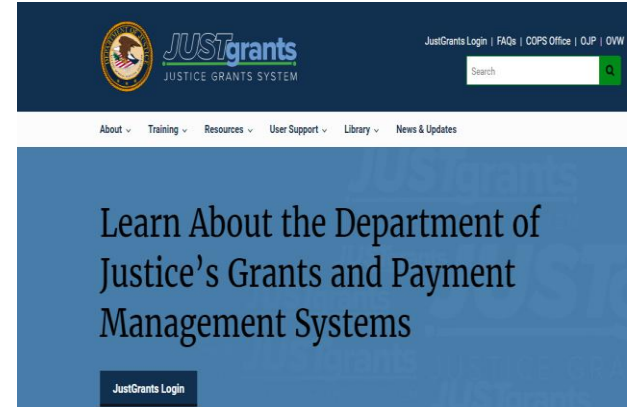 JUSTgrants
JUSTICE GRANTS SYSTEM
JustGrants Login | FAQs | COPS Office | OJP | OVW
Search
About
Training
Resources
User Support
Library
News & Updates
Learn About the Department of
Justice’s Grants and Payment
Management Systems
JustGrants Login